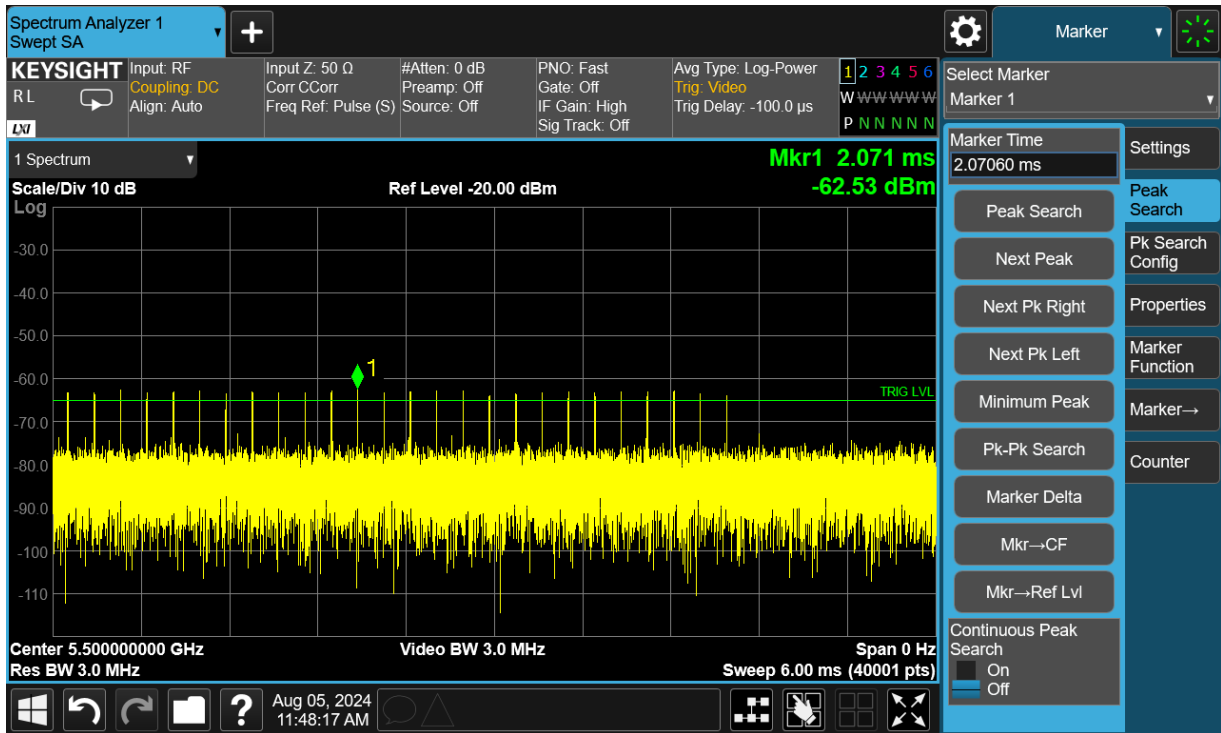 Spectrum Analyzer 1
Swept SA
+
Marker
KEYSIGHT
R L
LXI
Input: RF
Coupling: DC
Align: Auto
Input Z: 50 Ω
Corr CCorr
Freq Ref: Pulse (S)
#Atten: 0 dB
Preamp: Off
Source: Off
PNO: Fast
Gate: Off
IF Gain: High
Sig Track: Off
Avg Type: Log-Power
Trig: Video
Trig Delay: -100.0 µs
1 2 3 4 5 6
W W W W W W
P N N N N N
Select Marker
Marker 1
1 Spectrum
Mkr1 2.071 ms
-62.53 dBm
Scale/Div 10 dB
Ref Level -20.00 dBm
Log
-30.0
-40.0
-50.0
-60.0
-70.0
-80.0
-90.0
-100
-110
1
TRIG LVL
Center 5.500000000 GHz
Video BW 3.0 MHz
Span 0 Hz
Res BW 3.0 MHz
Sweep 6.00 ms (40001 pts)
Marker Time
2.07060 ms
Peak Search
Next Peak
Next Pk Right
Next Pk Left
Minimum Peak
Pk-Pk Search
Marker Delta
Mkr→CF
Mkr→Ref Lvl
Continuous Peak
Search
On
Off
Settings
Peak
Search
Pk Search
Config
Properties
Marker
Function
Marker→
Counter
?
Aug 05, 2024
11:48:17 AM